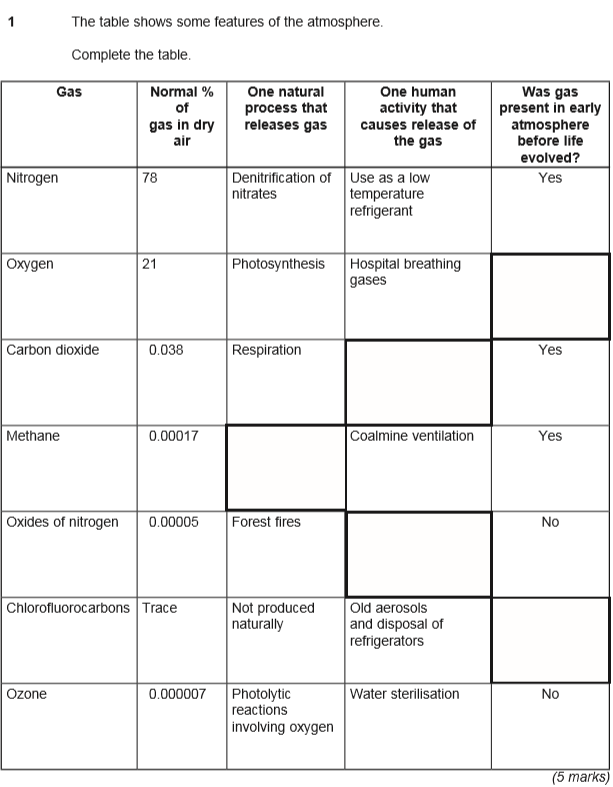 1 The table shows some features of the atmosphere.
Complete the table.
Gas
Normal %
of
gas in dry
air
One natural
process that
releases gas
One human
activity that
causes release of
the gas
Was gas
present in early
atmosphere
before life
evolved?
Nitrogen
78
Denitrification of
nitrates
Use as a low
temperature
refrigerant
Yes
Oxygen
21
Photosynthesis
Hospital breathing
gases
Carbon dioxide
0.038
Respiration
Yes
Methane
0.00017
Coalmine ventilation
Yes
Oxides of nitrogen
0.00005
Forest fires
No
Chlorofluorocarbons
Trace
Not produced
naturally
Old aerosols
and disposal of
refrigerators
Ozone
0.000007
Photolytic
reactions
involving oxygen
Water sterilisation
No
(5 marks)